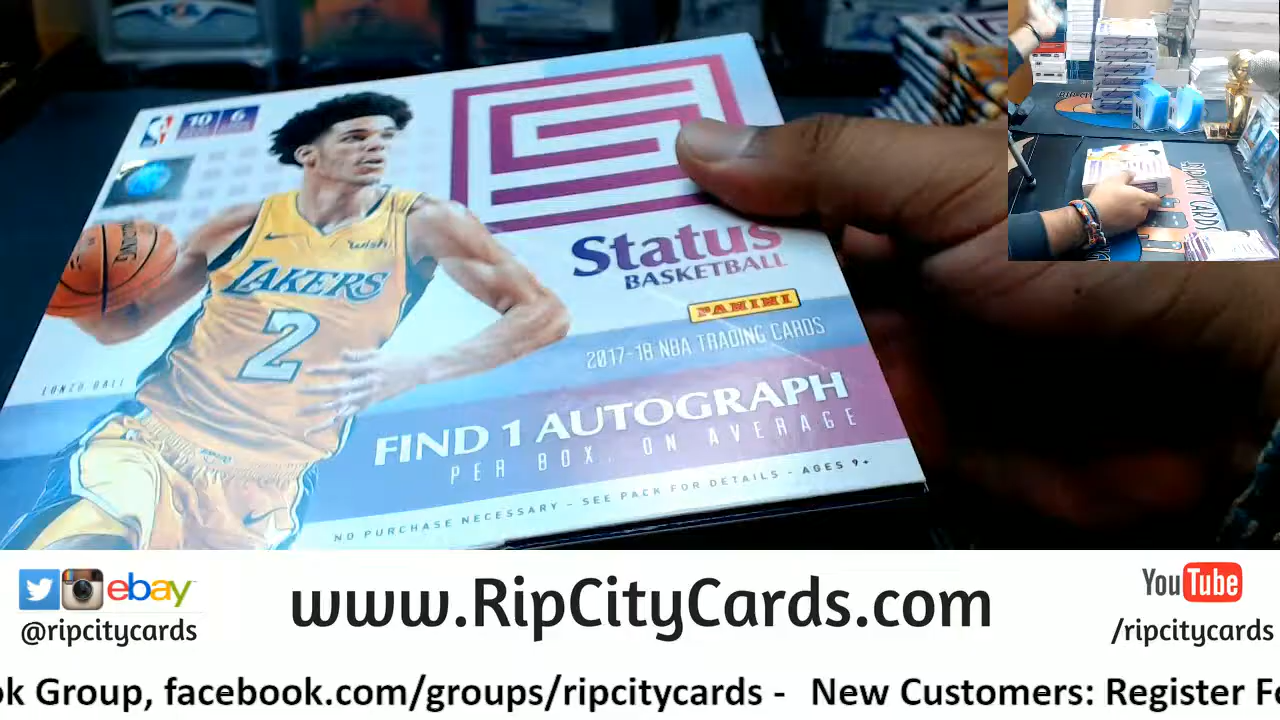 10 6
wish
LAKERS
2
LONZO BALL
Status
BASKETBALL
PANINI
2017-18 NBA TRADING CARDS
FIND 1 AUTOGRAPH
PER BOX, ON AVERAGE
NO PURCHASE NECESSARY - SEE PACK FOR DETAILS - AGES 9+
ebay
@ripcitycards
www.RipCityCards.com
YouTube
/ripcitycards
ok Group, facebook.com/groups/ripcitycards - New Customers: Register Fo